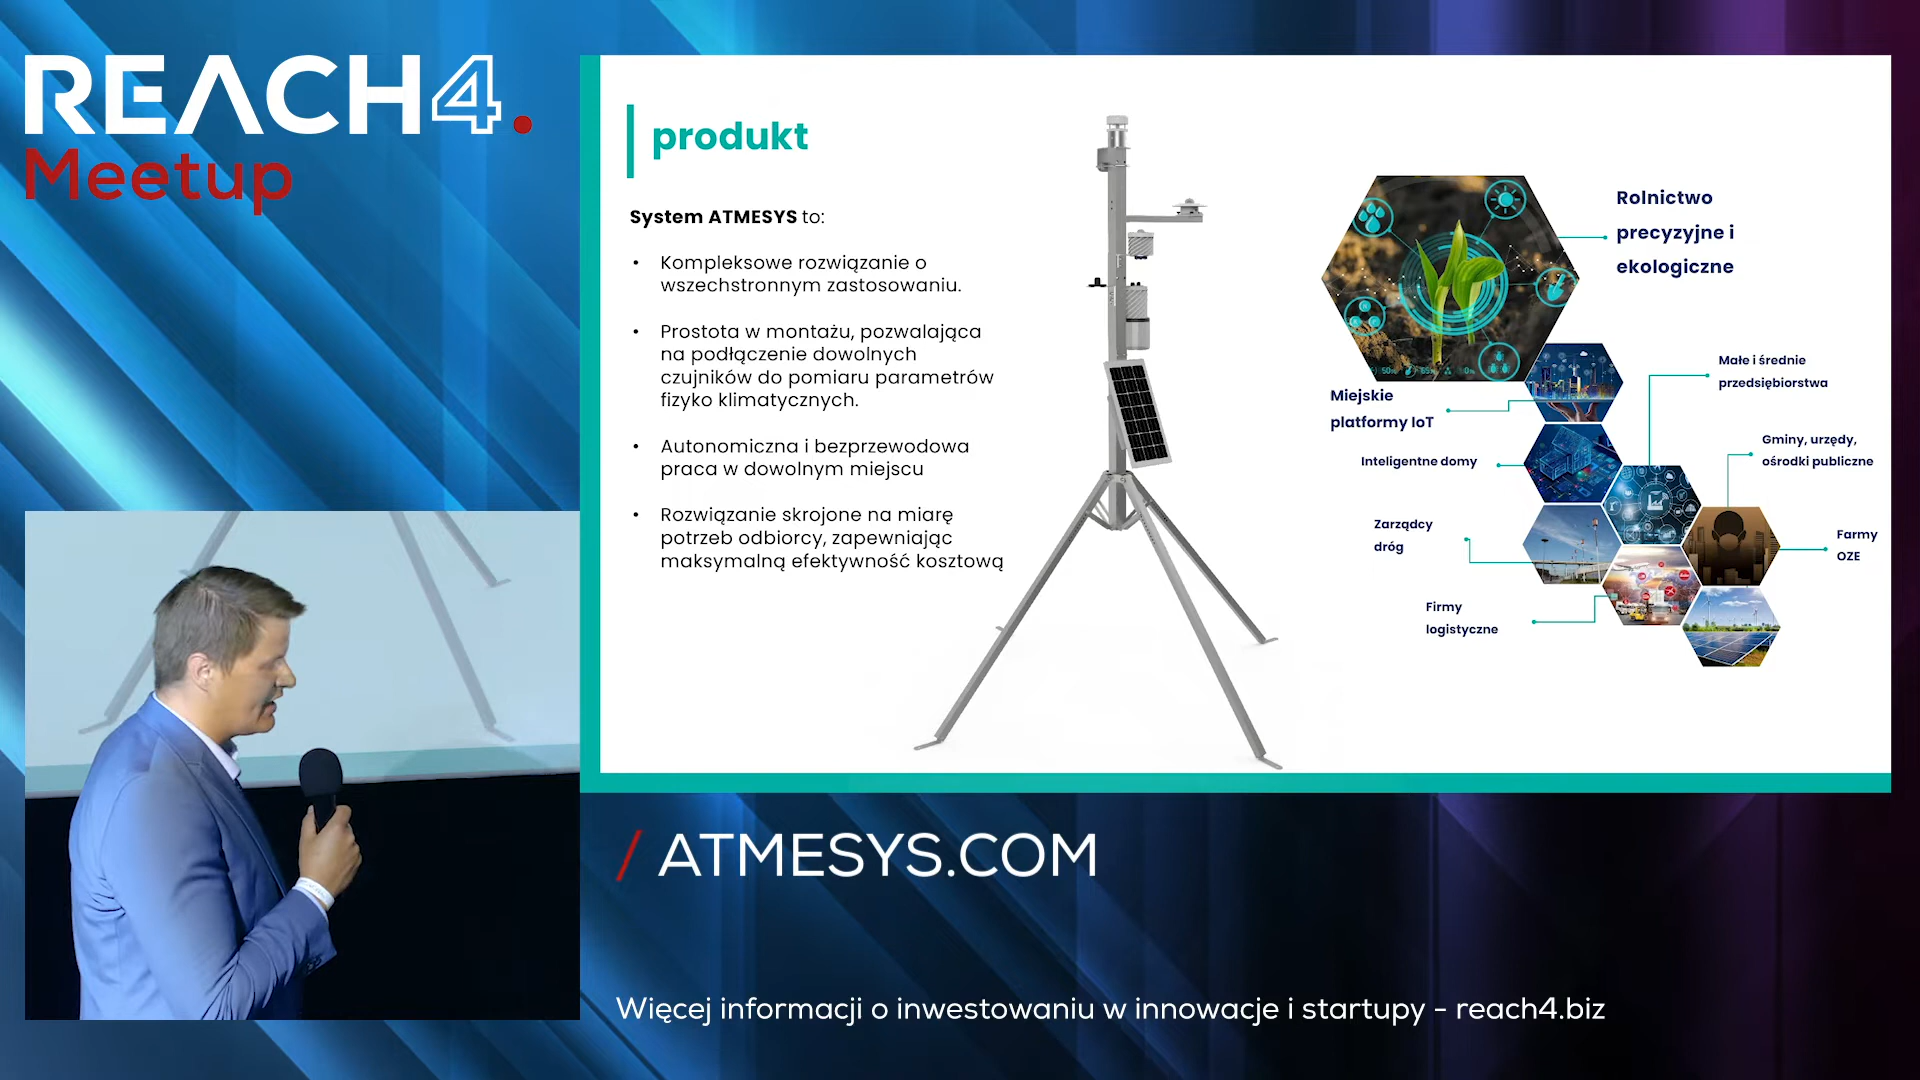 REACH4.
Meetup
produkt
System ATMESYS to:
• Kompleksowe rozwiązanie o
wszechstronnym zastosowaniu.
• Prostota w montażu, pozwalająca
na podłączenie dowolnych
czujników do pomiaru parametrów
fizyko klimatycznych.
• Autonomiczna i bezprzewodowa
praca w dowolnym miejscu
• Rozwiązanie skrojone na miarę
potrzeb odbiorcy, zapewniając
maksymalną efektywność kosztową
Rolnictwo
precyzyjne i
ekologiczne
Małe i średnie
przedsiębiorstwa
Miejskie
platformy IoT
Gminy, urzędy,
ośrodki publiczne
Inteligentne domy
Zarządcy
dróg
Farmy
OZE
Firmy
logistyczne
/ ATMESYS.COM
Więcej informacji o inwestowaniu w innowacje i startupy - reach4.biz